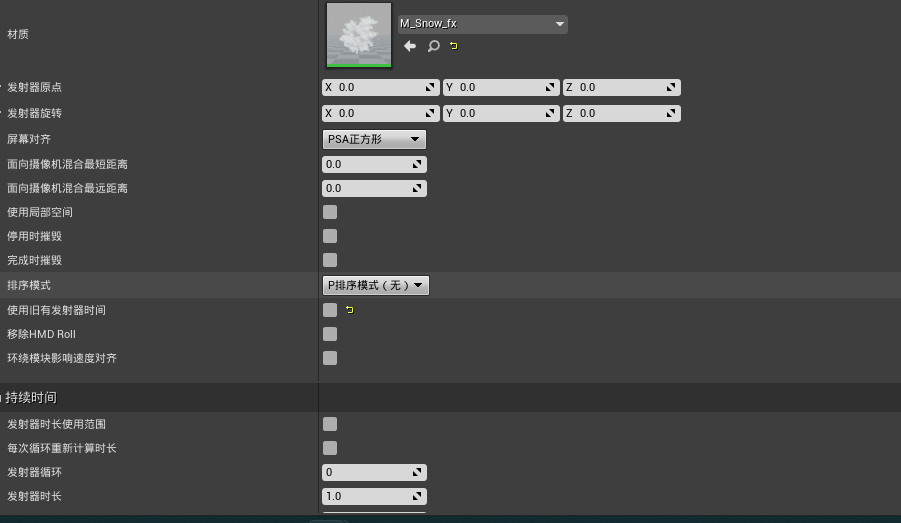 材质
M_Snow_fx
发射器原点 X 0.0 Y 0.0 Z 0.0
发射器旋转 X 0.0 Y 0.0 Z 0.0
屏幕对齐 PSA正方形
面向摄像机混合最短距离 0.0
面向摄像机混合最远距离 0.0
使用局部空间
停用时摧毁
完成时摧毁
排序模式 P排序模式（无）
使用旧有发射器时间
移除HMD Roll
环绕模块影响速度对齐
持续时间
发射器时长使用范围
每次循环重新计算时长
发射器循环 0
发射器时长 1.0